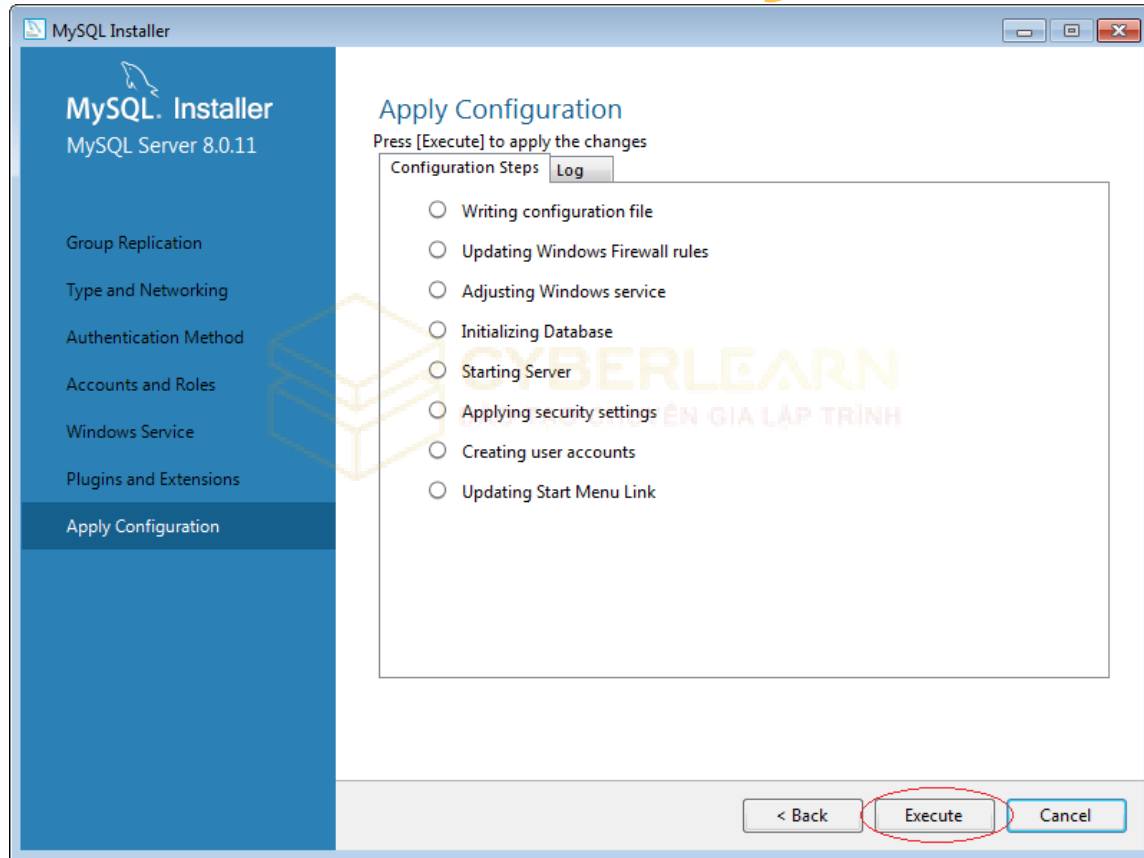 MySQL Installer
MySQL. Installer
MySQL Server 8.0.11
Group Replication
Type and Networking
Authentication Method
Accounts and Roles
Windows Service
Plugins and Extensions
Apply Configuration
Apply Configuration
Press [Execute] to apply the changes
Configuration Steps
Log
Writing configuration file
Updating Windows Firewall rules
Adjusting Windows service
Initializing Database
Starting Server
Applying security settings
Creating user accounts
Updating Start Menu Link
CYBERLEARN
ĐÀO TẠO CHUYÊN GIA LẬP TRÌNH
< Back
Execute
Cancel